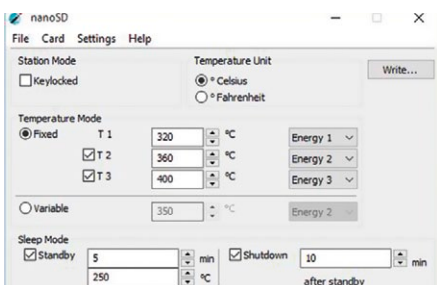 nanoSD
File Card Settings Help
Station Mode Temperature Unit
Keylocked ° Celsius Write...
° Fahrenheit
Temperature Mode
Fixed T 1 320 °C Energy 1
T 2 360 °C Energy 2
T 3 400 °C Energy 3
Variable 350 °C Energy 2
Sleep Mode
Standby 5 min Shutdown 10 min
250 °C after standby